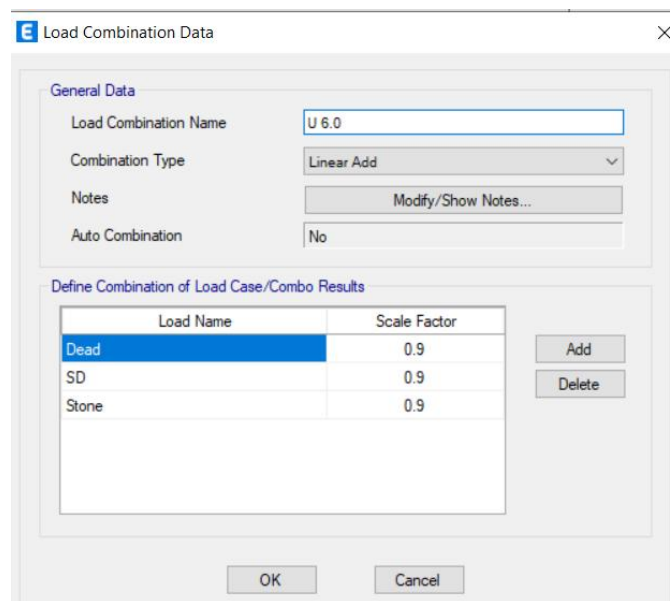 E Load Combination Data
General Data
Load Combination Name U 6.0
Combination Type Linear Add
Notes Modify/Show Notes...
Auto Combination No
Define Combination of Load Case/Combo Results
Load Name Scale Factor
Dead 0.9 Add
SD 0.9 Delete
Stone 0.9
OK Cancel